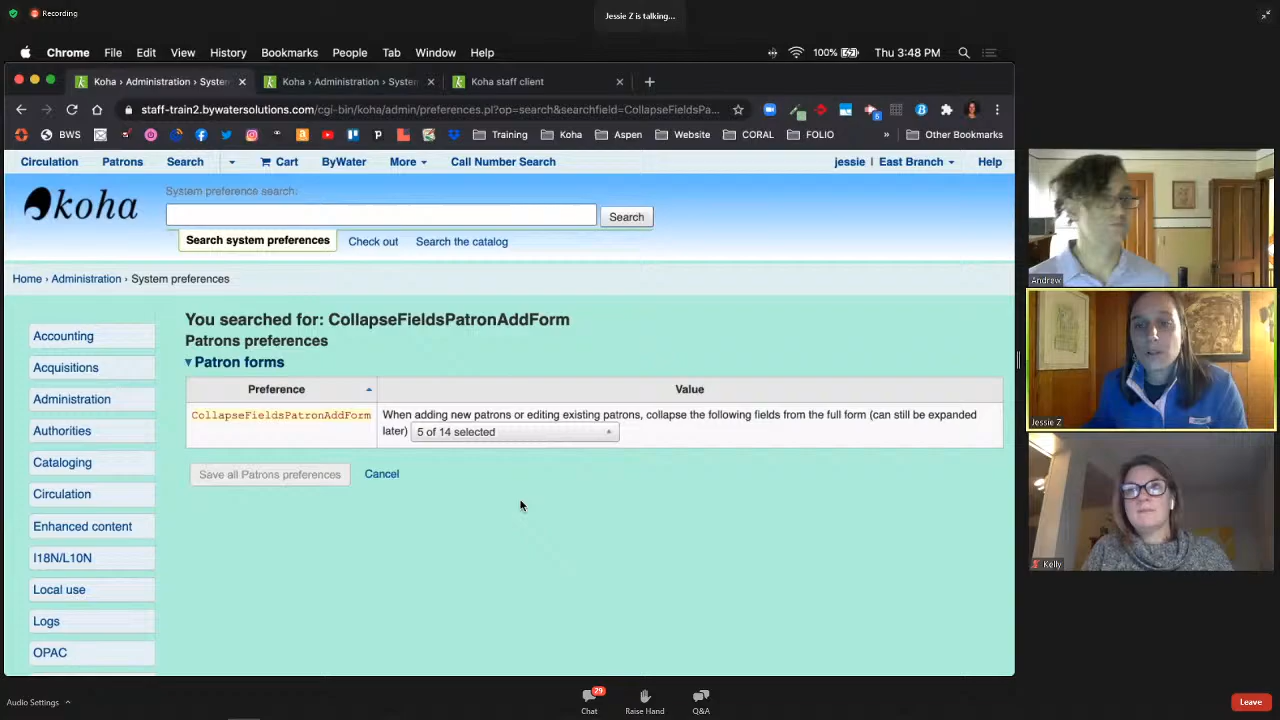 Recording
Jessie Z is talking...
Chrome File Edit View History Bookmarks People Tab Window Help
100% Thu 3:48 PM
Koha › Administration › System
Koha › Administration › System
Koha staff client
staff-train2.bywatersolutions.com/cgi-bin/koha/admin/preferences.pl?op=search&searchfield=CollapseFieldsPa...
BWS Training Koha Aspen Website CORAL FOLIO » Other Bookmarks
Circulation Patrons Search Cart ByWater More Call Number Search jessie | East Branch Help
koha
System preference search:
Search
Search system preferences Check out Search the catalog
Home › Administration › System preferences
Accounting
Acquisitions
Administration
Authorities
Cataloging
Circulation
Enhanced content
I18N/L10N
Local use
Logs
OPAC
You searched for: CollapseFieldsPatronAddForm
Patrons preferences
Patron forms
Preference Value
CollapseFieldsPatronAddForm
When adding new patrons or editing existing patrons, collapse the following fields from the full form (can still be expanded
later) 5 of 14 selected
Save all Patrons preferences Cancel
Andrew
Jessie Z
Kelly
Audio Settings
29
Chat
Raise Hand
Q&A
Leave